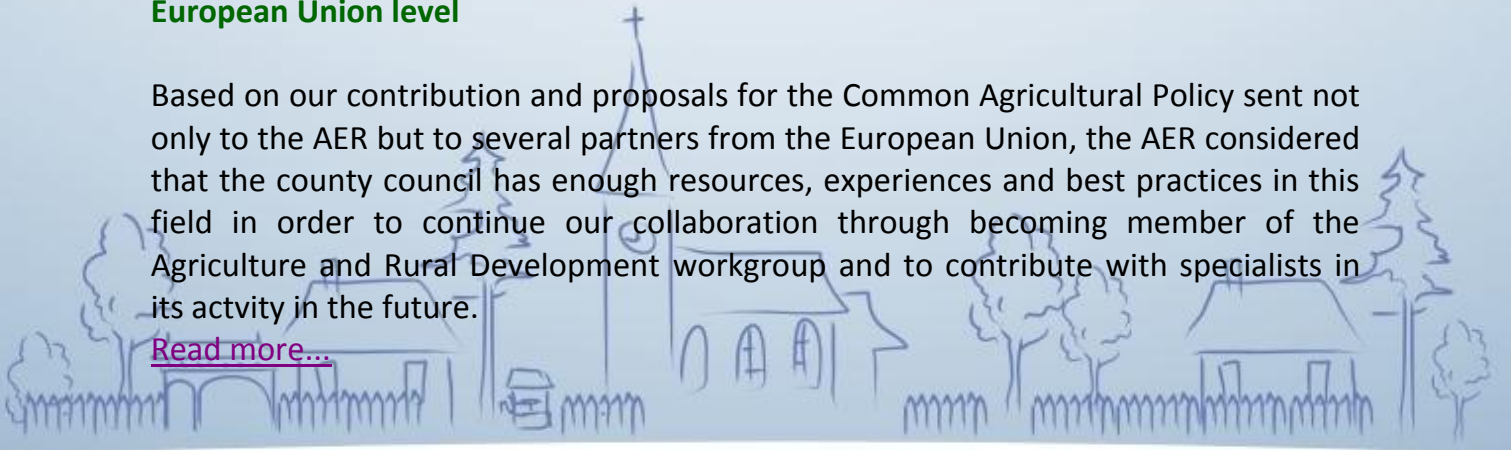 European Union level
Based on our contribution and proposals for the Common Agricultural Policy sent not
only to the AER but to several partners from the European Union, the AER considered
that the county council has enough resources, experiences and best practices in this
field in order to continue our collaboration through becoming member of the
Agriculture and Rural Development workgroup and to contribute with specialists in
its actvity in the future.
Read more...